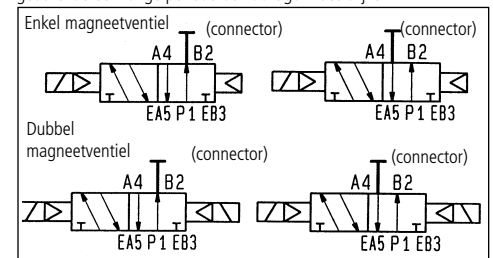 Enkel magneetventiel
(connector)
(connector)
A4 B2
A4 B2
EA5 P1 EB3
EA5 P1 EB3
Dubbel
magneetventiel
(connector)
(connector)
A4 B2
A4 B2
EA5 P1 EB3
EA5 P1 EB3